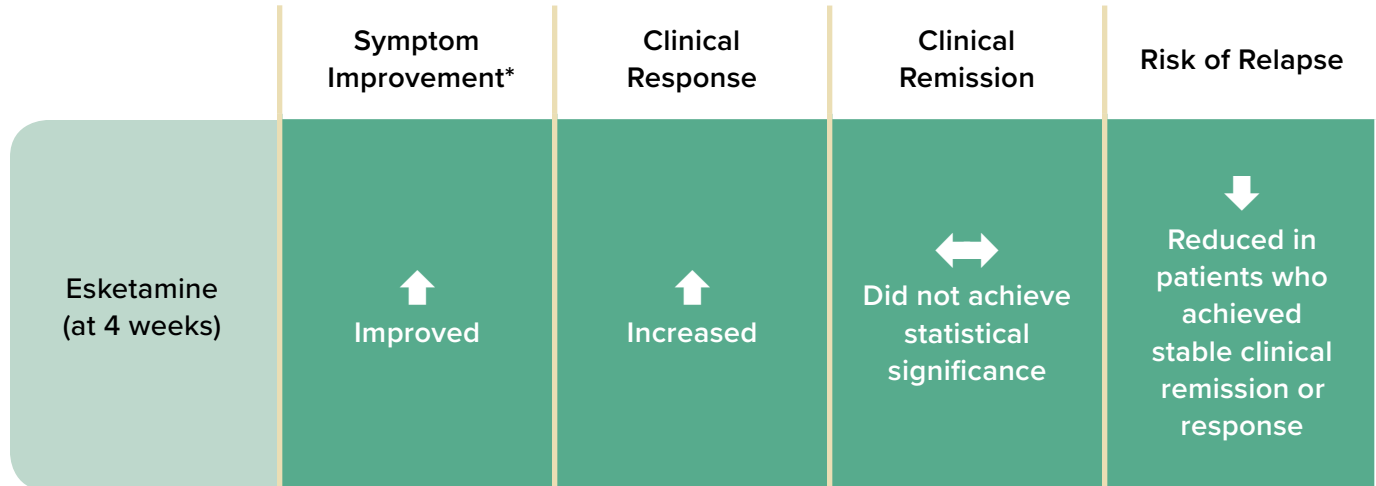 Symptom
Improvement*
Clinical
Response
Clinical
Remission
Risk of Relapse
Esketamine
(at 4 weeks)
Improved
Increased
Did not achieve
statistical
significance
Reduced in
patients who
achieved
stable clinical
remission or
response